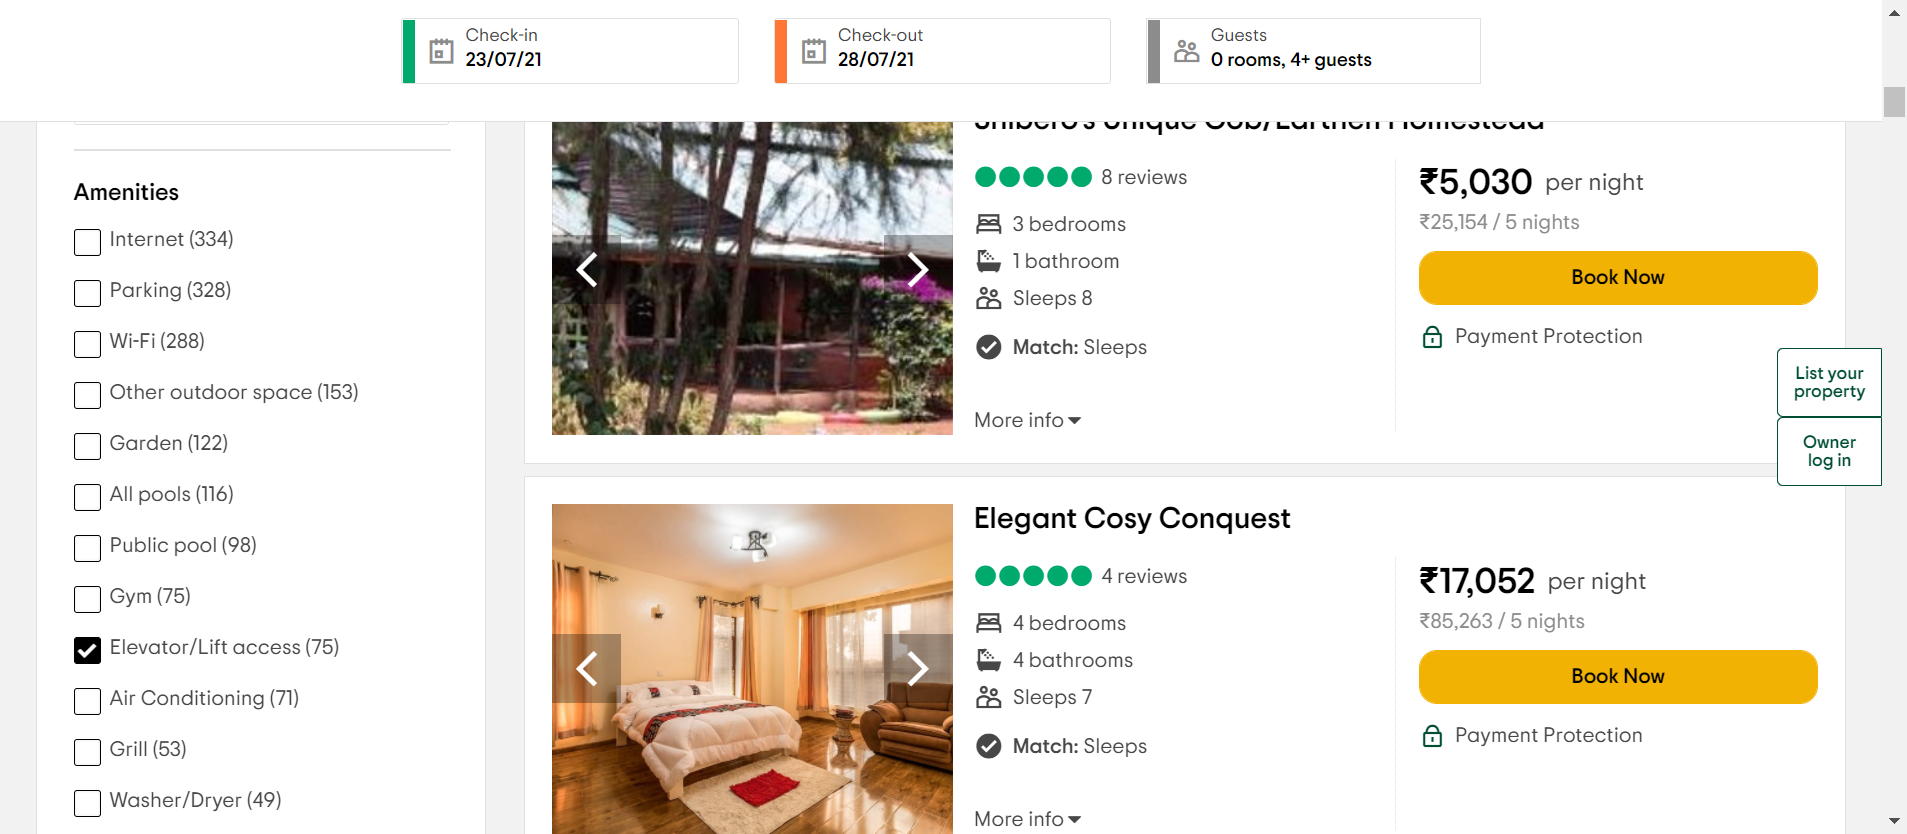 Check-in
23/07/21
Check-out
28/07/21
Guests
0 rooms, 4+ guests
Amenities
Internet (334)
Parking (328)
Wi-Fi (288)
Other outdoor space (153)
Garden (122)
All pools (116)
Public pool (98)
Gym (75)
Elevator/Lift access (75)
Air Conditioning (71)
Grill (53)
Washer/Dryer (49)
Unique Cob/Earthen Homestead
8 reviews
3 bedrooms
1 bathroom
Sleeps 8
Match: Sleeps
More info
₹5,030 per night
₹25,154 / 5 nights
Book Now
Payment Protection
List your
property
Owner
log in
Elegant Cosy Conquest
4 reviews
4 bedrooms
4 bathrooms
Sleeps 7
Match: Sleeps
More info
₹17,052 per night
₹85,263 / 5 nights
Book Now
Payment Protection